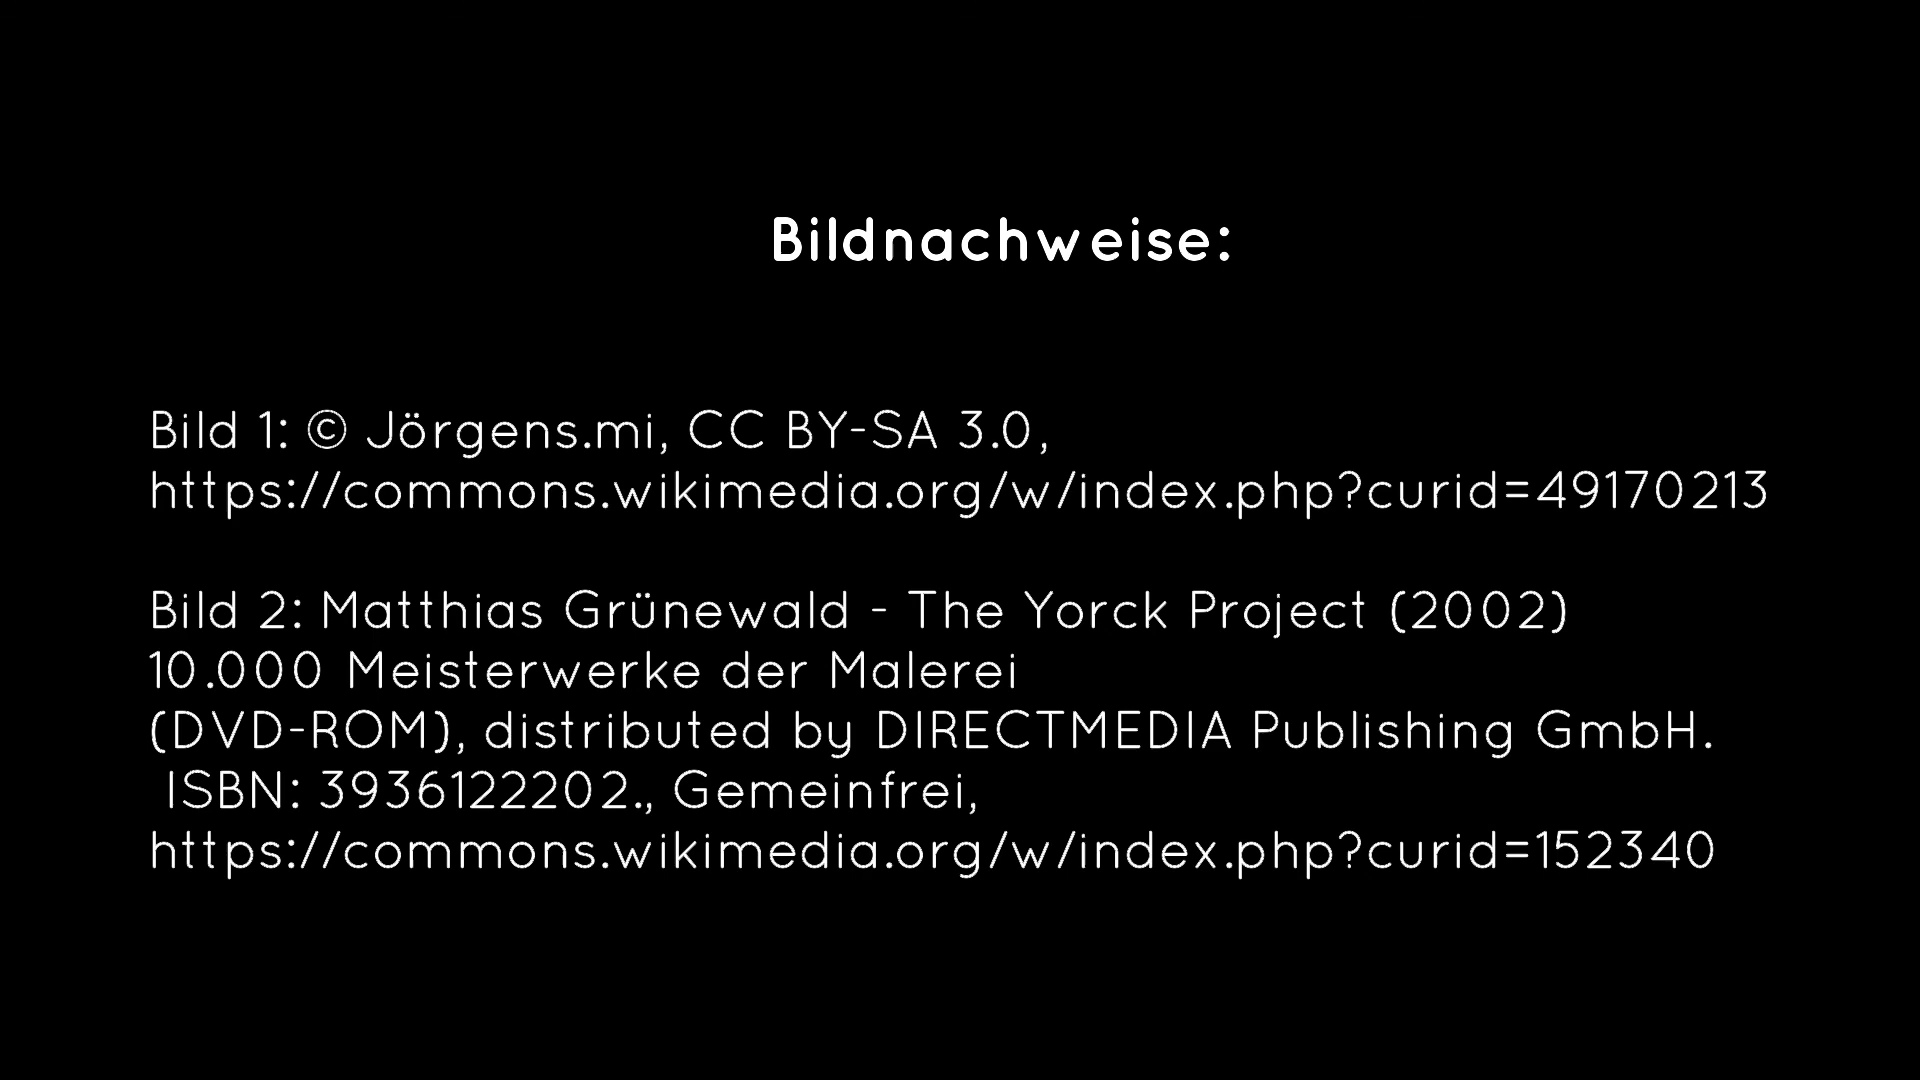 Bildnachweise:
Bild 1: © Jörgens.mi, CC BY-SA 3.0,
https://commons.wikimedia.org/w/index.php?curid=49170213
Bild 2: Matthias Grünewald - The Yorck Project (2002)
10.000 Meisterwerke der Malerei
(DVD-ROM), distributed by DIRECTMEDIA Publishing GmbH.
ISBN: 3936122202., Gemeinfrei,
https://commons.wikimedia.org/w/index.php?curid=152340